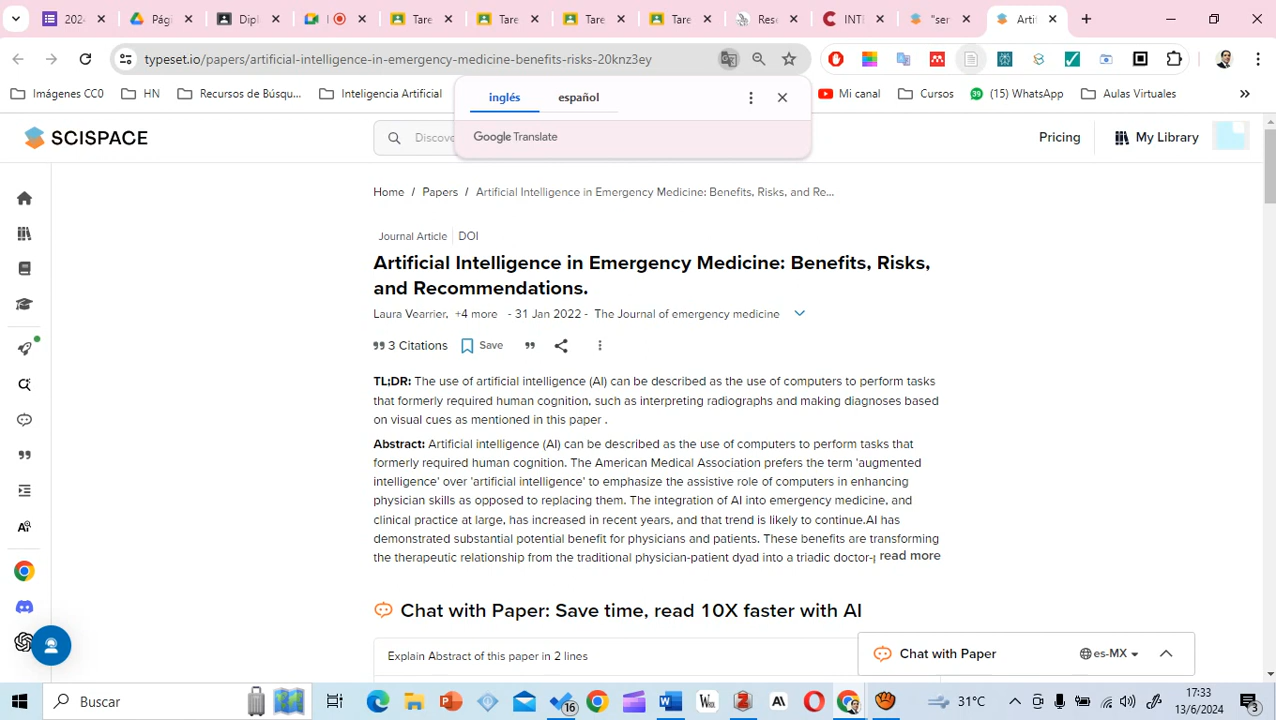 2024
Pági
Dipl
I
Tare
Tare
Tare
Tare
Rese
INTI
"ser
Arti
typeset.io/papers/artificial-intelligence-in-emergency-medicine-benefits-risks-20knz3ey
Imágenes CC0
HN
Recursos de Búsqu...
Inteligencia Artificial
Mi canal
Cursos
(15) WhatsApp
Aulas Virtuales
inglés
español
Google Translate
SCISPACE
Discov
Pricing
My Library
Home / Papers / Artificial Intelligence in Emergency Medicine: Benefits, Risks, and Re...
Journal Article
DOI
Artificial Intelligence in Emergency Medicine: Benefits, Risks,
and Recommendations.
Laura Vearrier, +4 more - 31 Jan 2022 - The Journal of emergency medicine
3 Citations
Save
TL;DR: The use of artificial intelligence (AI) can be described as the use of computers to perform tasks
that formerly required human cognition, such as interpreting radiographs and making diagnoses based
on visual cues as mentioned in this paper .
Abstract: Artificial intelligence (AI) can be described as the use of computers to perform tasks that
formerly required human cognition. The American Medical Association prefers the term 'augmented
intelligence' over 'artificial intelligence' to emphasize the assistive role of computers in enhancing
physician skills as opposed to replacing them. The integration of AI into emergency medicine, and
clinical practice at large, has increased in recent years, and that trend is likely to continue.AI has
demonstrated substantial potential benefit for physicians and patients. These benefits are transforming
the therapeutic relationship from the traditional physician-patient dyad into a triadic doctor-p read more
Chat with Paper: Save time, read 10X faster with AI
Explain Abstract of this paper in 2 lines
Chat with Paper
es-MX
Buscar
16
31°C
17:33
13/6/2024
3